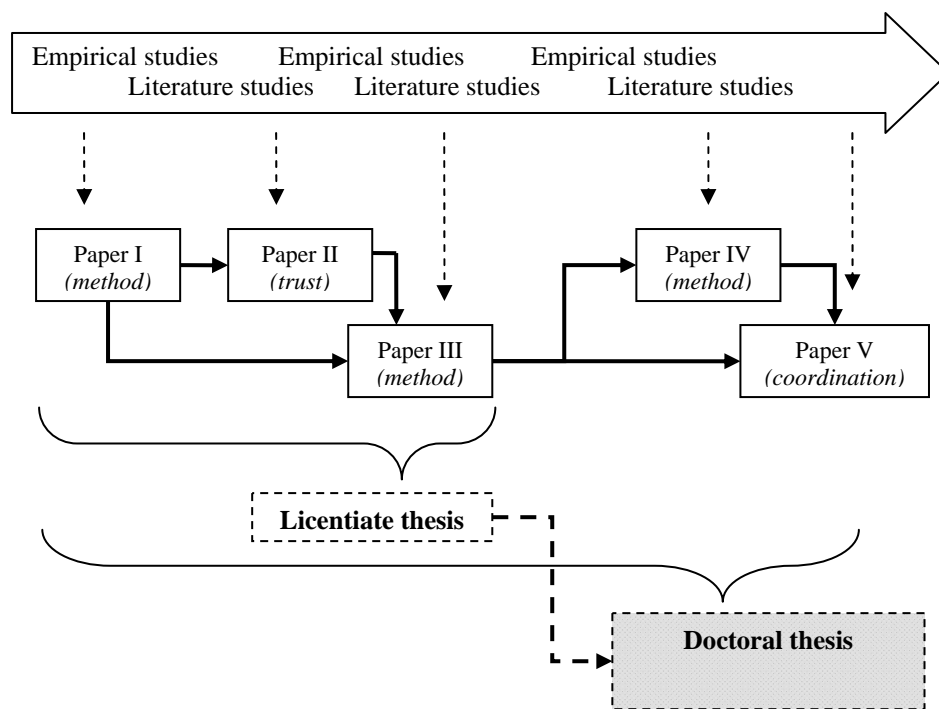 Empirical studies Empirical studies Empirical studies
Literature studies Literature studies Literature studies
Paper I
(method)
Paper II
(trust)
Paper IV
(method)
Paper III
(method)
Paper V
(coordination)
Licentiate thesis
Doctoral thesis